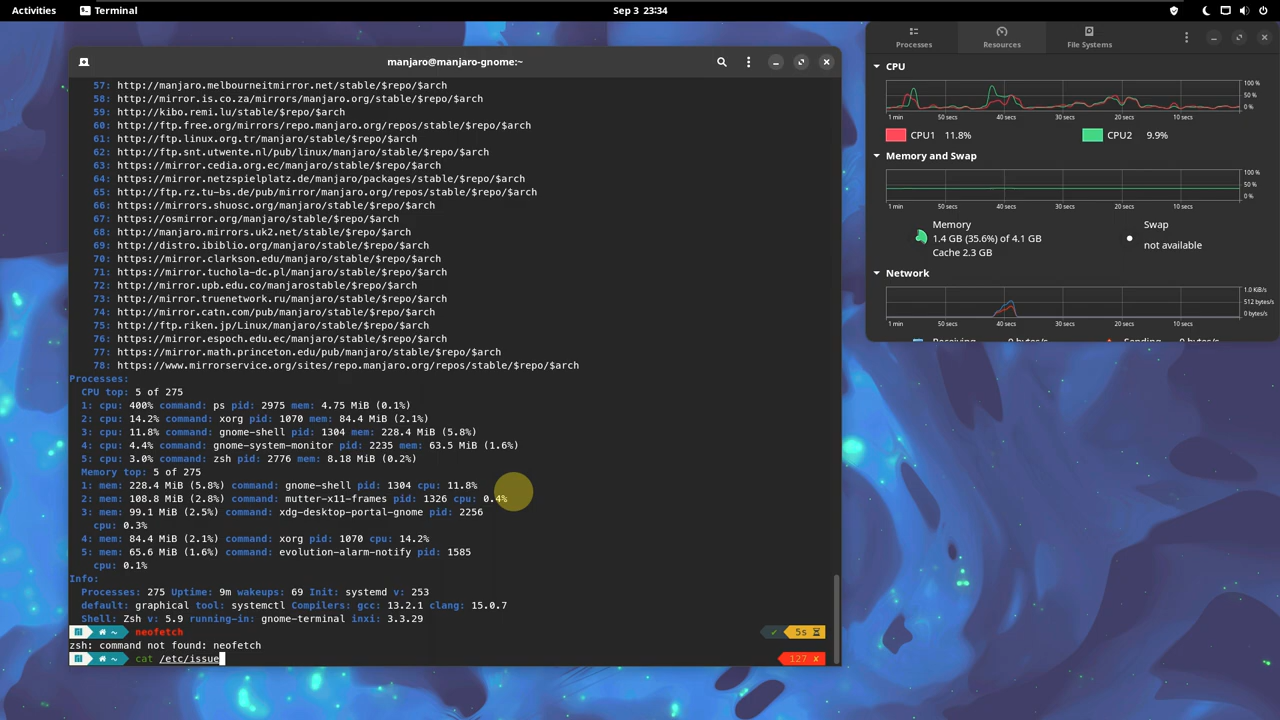 Activities
Terminal
Sep 3 23:34
manjaro@manjaro-gnome:~
57: http://manjaro.melbourneitmirror.net/stable/$repo/$arch
58: http://mirror.is.co.za/mirrors/manjaro.org/stable/$repo/$arch
59: http://kibo.remi.lu/stable/$repo/$arch
60: http://ftp.free.org/mirrors/repo.manjaro.org/repos/stable/$repo/$arch
61: http://ftp.linux.org.tr/manjaro/stable/$repo/$arch
62: http://ftp.snt.utwente.nl/pub/linux/manjaro/stable/$repo/$arch
63: http://mirror.cedia.org.ec/manjaro/stable/$repo/$arch
64: http://mirror.netzspielplatz.de/manjaro/packages/stable/$repo/$arch
65: http://ftp.rz.tu-bs.de/pub/mirror/manjaro.org/repos/stable/$repo/$arch
66: https://mirrors.shuosc.org/manjaro/stable/$repo/$arch
67: http://osmirror.org/manjaro/stable/$repo/$arch
68: http://manjaro.mirrors.uk2.net/stable/$repo/$arch
69: http://distro.ibiblio.org/manjaro/stable/$repo/$arch
70: https://mirror.clarkson.edu/manjaro/stable/$repo/$arch
71: https://mirror.tuchola-dc.pl/manjaro/stable/$repo/$arch
72: http://mirror.upb.edu.co/manjarostable/$repo/$arch
73: http://mirror.truenetwork.ru/manjaro/stable/$repo/$arch
74: http://mirror.catn.com/pub/manjaro/stable/$repo/$arch
75: http://ftp.riken.jp/Linux/manjaro/stable/$repo/$arch
76: https://mirror.espoch.edu.ec/manjaro/stable/$repo/$arch
77: https://mirror.math.princeton.edu/pub/manjaro/stable/$repo/$arch
78: https://www.mirrorservice.org/sites/repo.manjaro.org/repos/stable/$repo/$arch
Processes:
CPU top: 5 of 275
1: cpu: 400% command: ps pid: 2975 mem: 4.75 MiB (0.1%)
2: cpu: 14.2% command: xorg pid: 1070 mem: 84.4 MiB (2.1%)
3: cpu: 11.8% command: gnome-shell pid: 1304 mem: 228.4 MiB (5.8%)
4: cpu: 4.4% command: gnome-system-monitor pid: 2235 mem: 63.5 MiB (1.6%)
5: cpu: 3.0% command: zsh pid: 2776 mem: 8.18 MiB (0.2%)
Memory top: 5 of 275
1: mem: 228.4 MiB (5.8%) command: gnome-shell pid: 1304 cpu: 11.8%
2: mem: 108.8 MiB (2.8%) command: mutter-x11-frames pid: 1326 cpu: 0.4%
3: mem: 99.1 MiB (2.5%) command: xdg-desktop-portal-gnome pid: 2256
cpu: 0.3%
4: mem: 84.4 MiB (2.1%) command: xorg pid: 1070 cpu: 14.2%
5: mem: 65.6 MiB (1.6%) command: evolution-alarm-notify pid: 1585
cpu: 0.1%
Info:
Processes: 275 Uptime: 9m wakeups: 69 Init: systemd v: 253
default: graphical tool: systemctl Compilers: gcc: 13.2.1 clang: 15.0.7
Shell: Zsh v: 5.9 running-in: gnome-terminal inxi: 3.3.29
~ neofetch ✓ 5s
zsh: command not found: neofetch
~ cat /etc/issue 127 ✗
Processes
Resources
File Systems
CPU
100 %
50 %
0 %
1 min 50 secs 40 secs 30 secs 20 secs 10 secs
CPU1 11.8% CPU2 9.9%
Memory and Swap
100 %
50 %
0 %
1 min 50 secs 40 secs 30 secs 20 secs 10 secs
Memory
1.4 GB (35.6%) of 4.1 GB
Cache 2.3 GB
Swap
not available
Network
1.0 KiB/s
512 bytes/s
0 bytes/s
1 min 50 secs 40 secs 30 secs 20 secs 10 secs
Receiving 0 bytes/s Sending 0 bytes/s